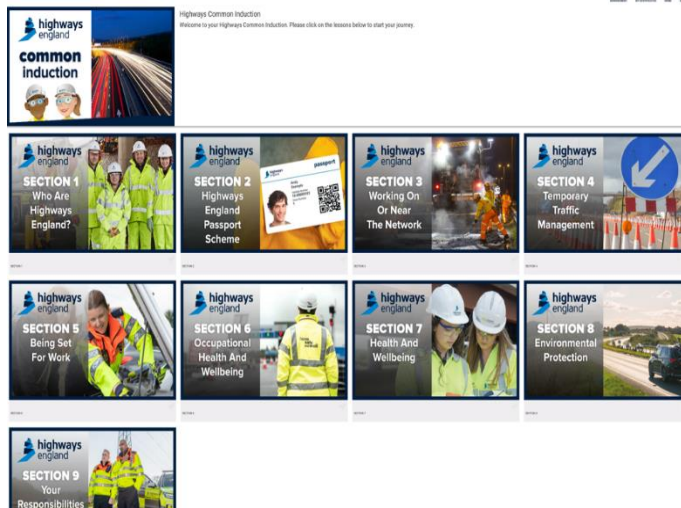 highways
england
common
induction
Highways Common Induction
Welcome to your Highways Common Induction. Please click on the lessons below to start your journey.
highways
england
SECTION 1
Who Are
Highways
England?
highways
england
SECTION 2
Highways
England
Passport
Scheme
passport
highways
england
SECTION 3
Working On
Or Near
The Network
highways
england
SECTION 4
Temporary
Traffic
Management
highways
england
SECTION 5
Being Set
For Work
highways
england
SECTION 6
Occupational
Health And
Wellbeing
highways
england
SECTION 7
Health And
Wellbeing
highways
england
SECTION 8
Environmental
Protection
highways
england
SECTION 9
Your
Responsibilities